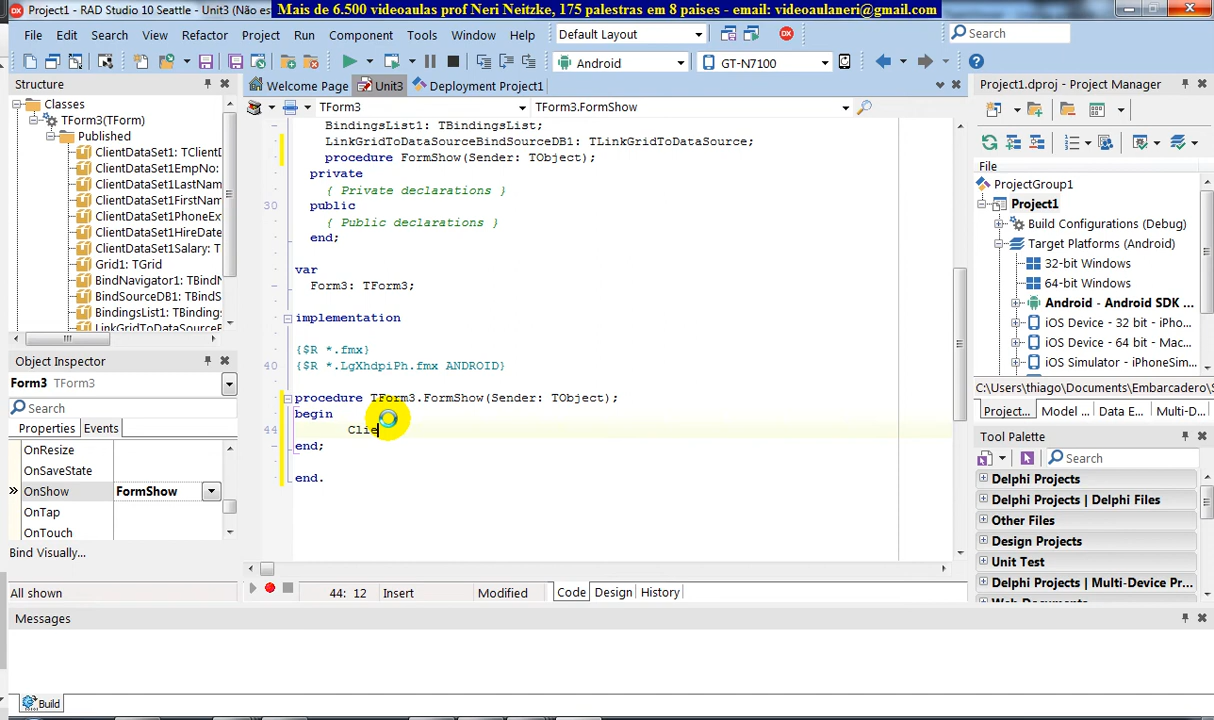 Project1 - RAD Studio 10 Seattle - Unit3 (Não es
Mais de 6.500 videoaulas prof Neri Neitzke, 175 palestras em 8 paises - email: videoaulaneri@gmail.com
File Edit Search View Refactor Project Run Component Tools Window Help Default Layout Search
Android GT-N7100
Structure
Welcome Page Unit3 Deployment Project1
Project1.dproj - Project Manager
TForm3 TForm3.FormShow
Classes
TForm3(TForm)
Published
ClientDataSet1: TClientD
ClientDataSet1EmpNo:
ClientDataSet1LastNam
ClientDataSet1FirstNam
ClientDataSet1PhoneExt
ClientDataSet1HireDate
ClientDataSet1Salary: T
Grid1: TGrid
BindNavigator1: TBindN
BindSourceDB1: TBindS
BindingsList1: TBindings
LinkGridToDataSourceB
BindingsList1: TBindingsList;
LinkGridToDataSourceBindSourceDB1: TLinkGridToDataSource;
procedure FormShow(Sender: TObject);
private
{ Private declarations }
30 public
{ Public declarations }
end;
var
Form3: TForm3;
implementation
{$R *.fmx}
40 {$R *.LgXhdpiPh.fmx ANDROID}
procedure TForm3.FormShow(Sender: TObject);
begin
44 Clie
end;
end.
Object Inspector
Form3 TForm3
Search
Properties Events
OnResize
OnSaveState
OnShow FormShow
OnTap
OnTouch
Bind Visually...
All shown
44: 12 Insert Modified Code Design History
File
ProjectGroup1
Project1
Build Configurations (Debug)
Target Platforms (Android)
32-bit Windows
64-bit Windows
Android - Android SDK ...
iOS Device - 32 bit - iPho...
iOS Device - 64 bit - Mac...
iOS Simulator - iPhoneSim...
C:\Users\thiago\Documents\Embarcadero
Project... Model ... Data E... Multi-D...
Tool Palette
Search
Delphi Projects
Delphi Projects | Delphi Files
Other Files
Design Projects
Unit Test
Delphi Projects | Multi-Device Pr...
Web Documents
Messages
Build